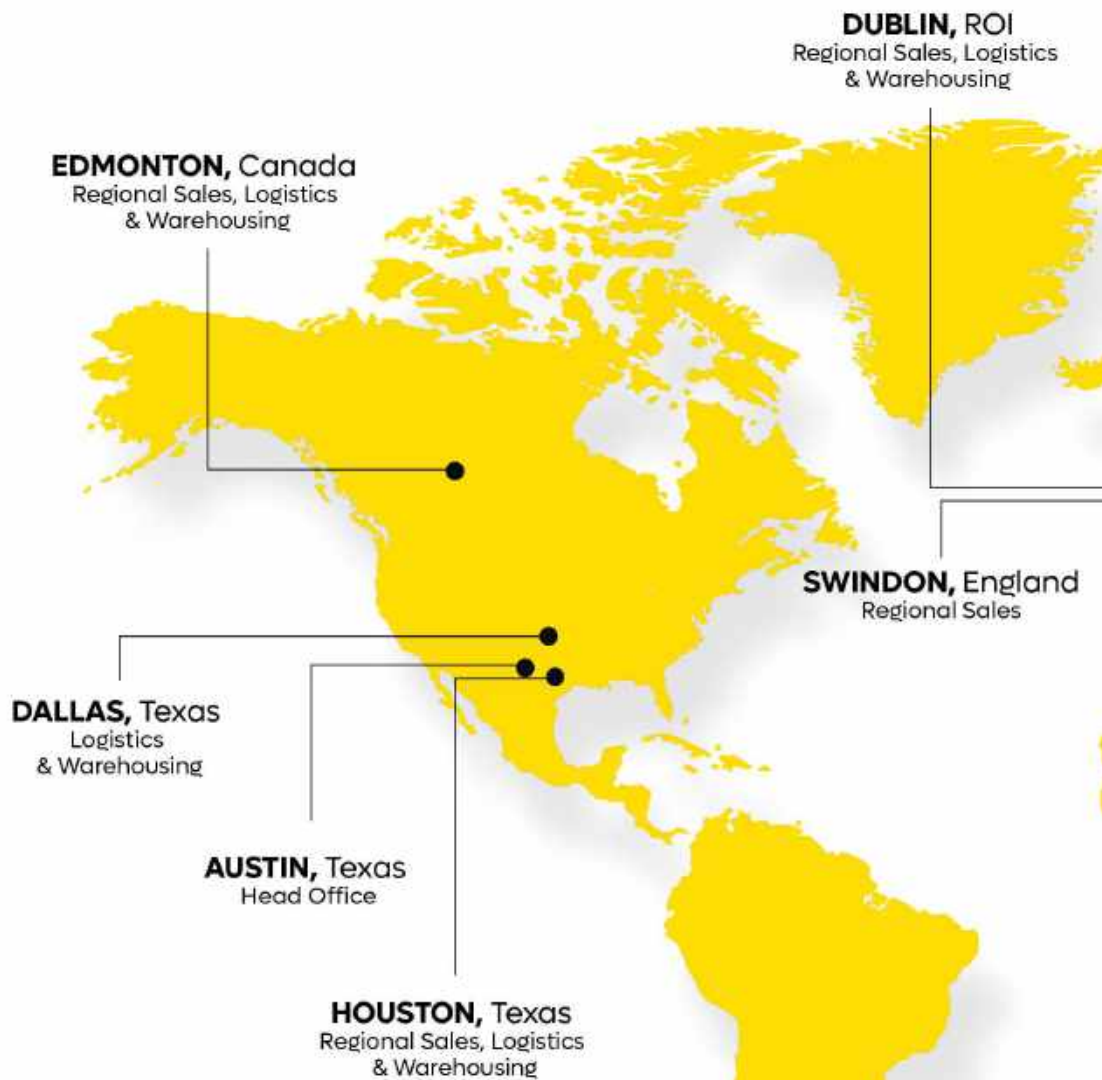 DUBLIN, ROI
Regional Sales, Logistics
& Warehousing
EDMONTON, Canada
Regional Sales, Logistics
& Warehousing
SWINDON, England
Regional Sales
DALLAS, Texas
Logistics
& Warehousing
AUSTIN, Texas
Head Office
HOUSTON, Texas
Regional Sales, Logistics
& Warehousing